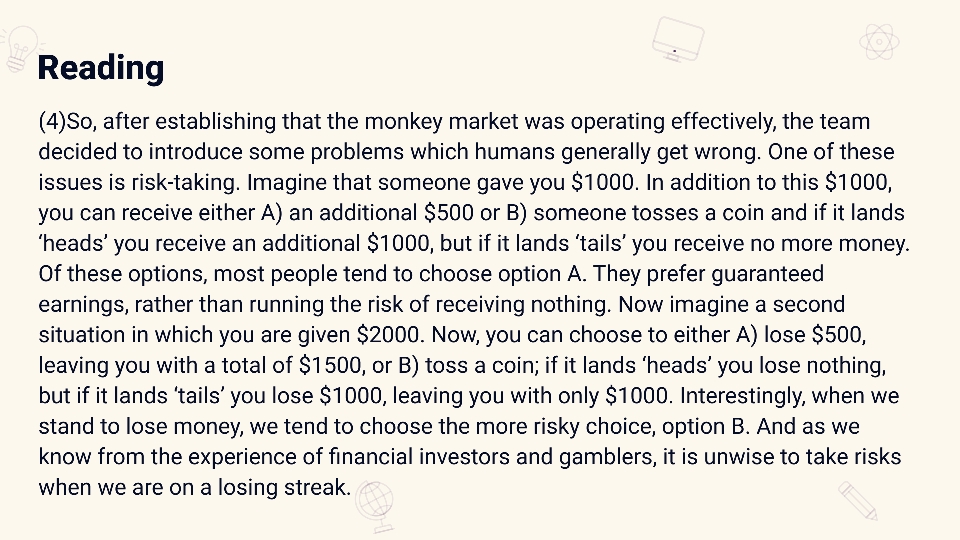 Reading
(4)So, after establishing that the monkey market was operating effectively, the team
decided to introduce some problems which humans generally get wrong. One of these
issues is risk-taking. Imagine that someone gave you $1000. In addition to this $1000,
you can receive either A) an additional $500 or B) someone tosses a coin and if it lands
‘heads’ you receive an additional $1000, but if it lands ‘tails’ you receive no more money.
Of these options, most people tend to choose option A. They prefer guaranteed
earnings, rather than running the risk of receiving nothing. Now imagine a second
situation in which you are given $2000. Now, you can choose to either A) lose $500,
leaving you with a total of $1500, or B) toss a coin; if it lands ‘heads’ you lose nothing,
but if it lands ‘tails’ you lose $1000, leaving you with only $1000. Interestingly, when we
stand to lose money, we tend to choose the more risky choice, option B. And as we
know from the experience of financial investors and gamblers, it is unwise to take risks
when we are on a losing streak.